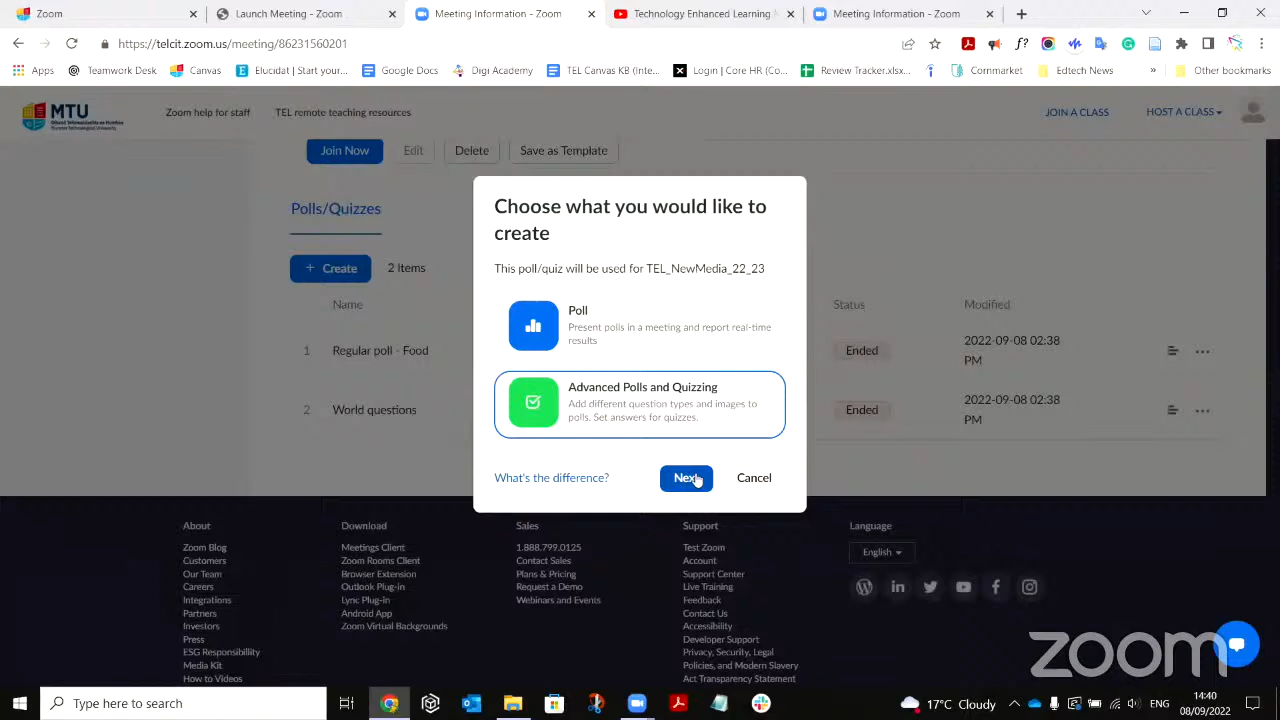 Zoom
Launch Meeting - Zoom
Meeting Information - Zoom
Technology Enhanced Learning
Meeting Information - Zoom
https://telcit.zoom.us/meeting/86231560201
Apps
Teamwork Desk
Canvas
Elucidat | Start your...
Google Docs
Digi Academy
TEL Canvas KB (Inte...
Login | Core HR (Co...
Review Tracker.xlsx...
Commarket
Edtech News
»
Other bookmarks
MTU
Zoom help for staff
TEL remote teaching resources
JOIN A CLASS
HOST A CLASS
Join Now
Edit
Delete
Save as Template
Polls/Quizzes
+ Create
2 Items
Name
Status
Modified
1
Regular poll - Food
Ended
2022-09-08 02:38
PM
2
World questions
Ended
2022-09-08 02:38
PM
Choose what you would like to
create
This poll/quiz will be used for TEL_NewMedia_22_23
Poll
Present polls in a meeting and report real-time
results
Advanced Polls and Quizzing
Add different question types and images to
polls. Set answers for quizzes.
What's the difference?
Next
Cancel
About
Zoom Blog
Customers
Our Team
Careers
Integrations
Partners
Investors
Press
ESG Responsibility
Media Kit
How to Videos
Download
Meetings Client
Zoom Rooms Client
Browser Extension
Outlook Plug-in
Lync Plug-in
Android App
Zoom Virtual Backgrounds
Sales
1.888.799.0125
Contact Sales
Plans & Pricing
Request a Demo
Webinars and Events
Support
Test Zoom
Account
Support Center
Live Training
Feedback
Contact Us
Accessibility
Developer Support
Privacy, Security, Legal
Policies, and Modern Slavery
Act Transparency Statement
Language
English
zoom
Type here to search
17°C Cloudy
ENG
14:40
08/09/2022